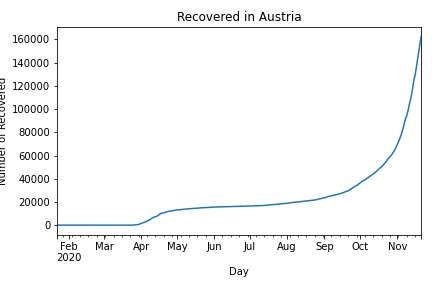 Recovered in Austria
160000
140000
120000
100000
80000
60000
40000
20000
0
Number of Recovered
Feb Mar Apr May Jun Jul Aug Sep Oct Nov
2020
Day